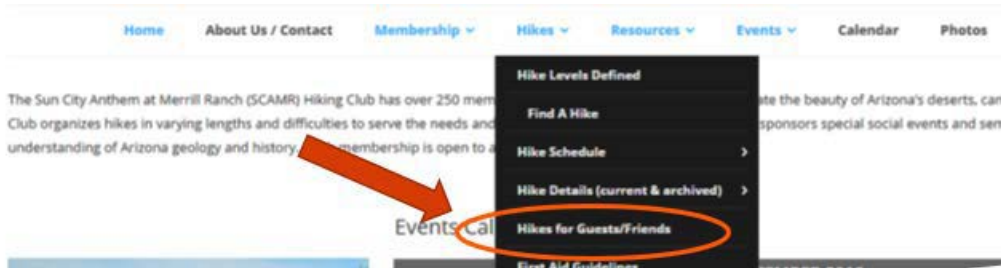 Home About Us / Contact Membership Hikes Resources Events Calendar Photos
Hike Levels Defined
The Sun City Anthem at Merrill Ranch (SCAMR) Hiking Club has over 250 mem ate the beauty of Arizona's deserts, can
Find A Hike
Club organizes hikes in varying lengths and difficulties to serve the needs and sponsors special social events and sem
understanding of Arizona geology and history. membership is open to a
Hike Schedule
Hike Details (current & archived)
Events Cal
Hikes for Guests/Friends
First Aid Guidelines